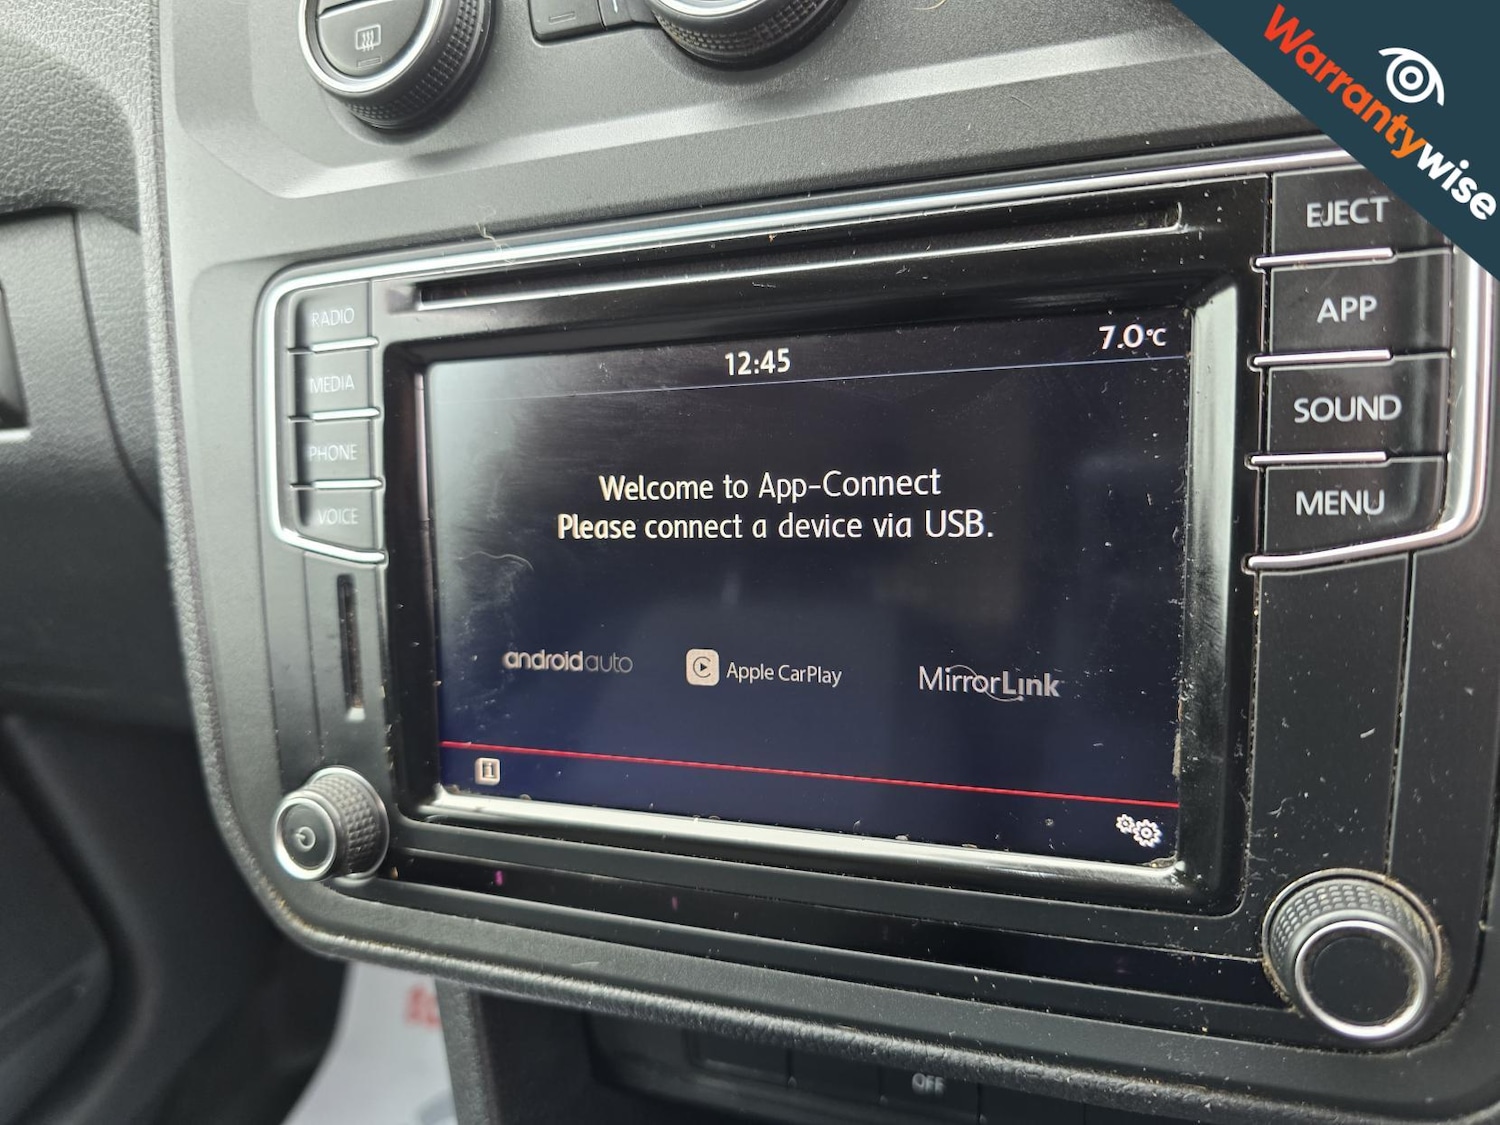 Warrantywise
EJECT
RADIO
APP
7.0°C
12:45
MEDIA
SOUND
PHONE
Welcome to App-Connect
MENU
VOICE
Please connect a device via USB.
androidauto
Apple CarPlay
MirrorLink
i
OFF